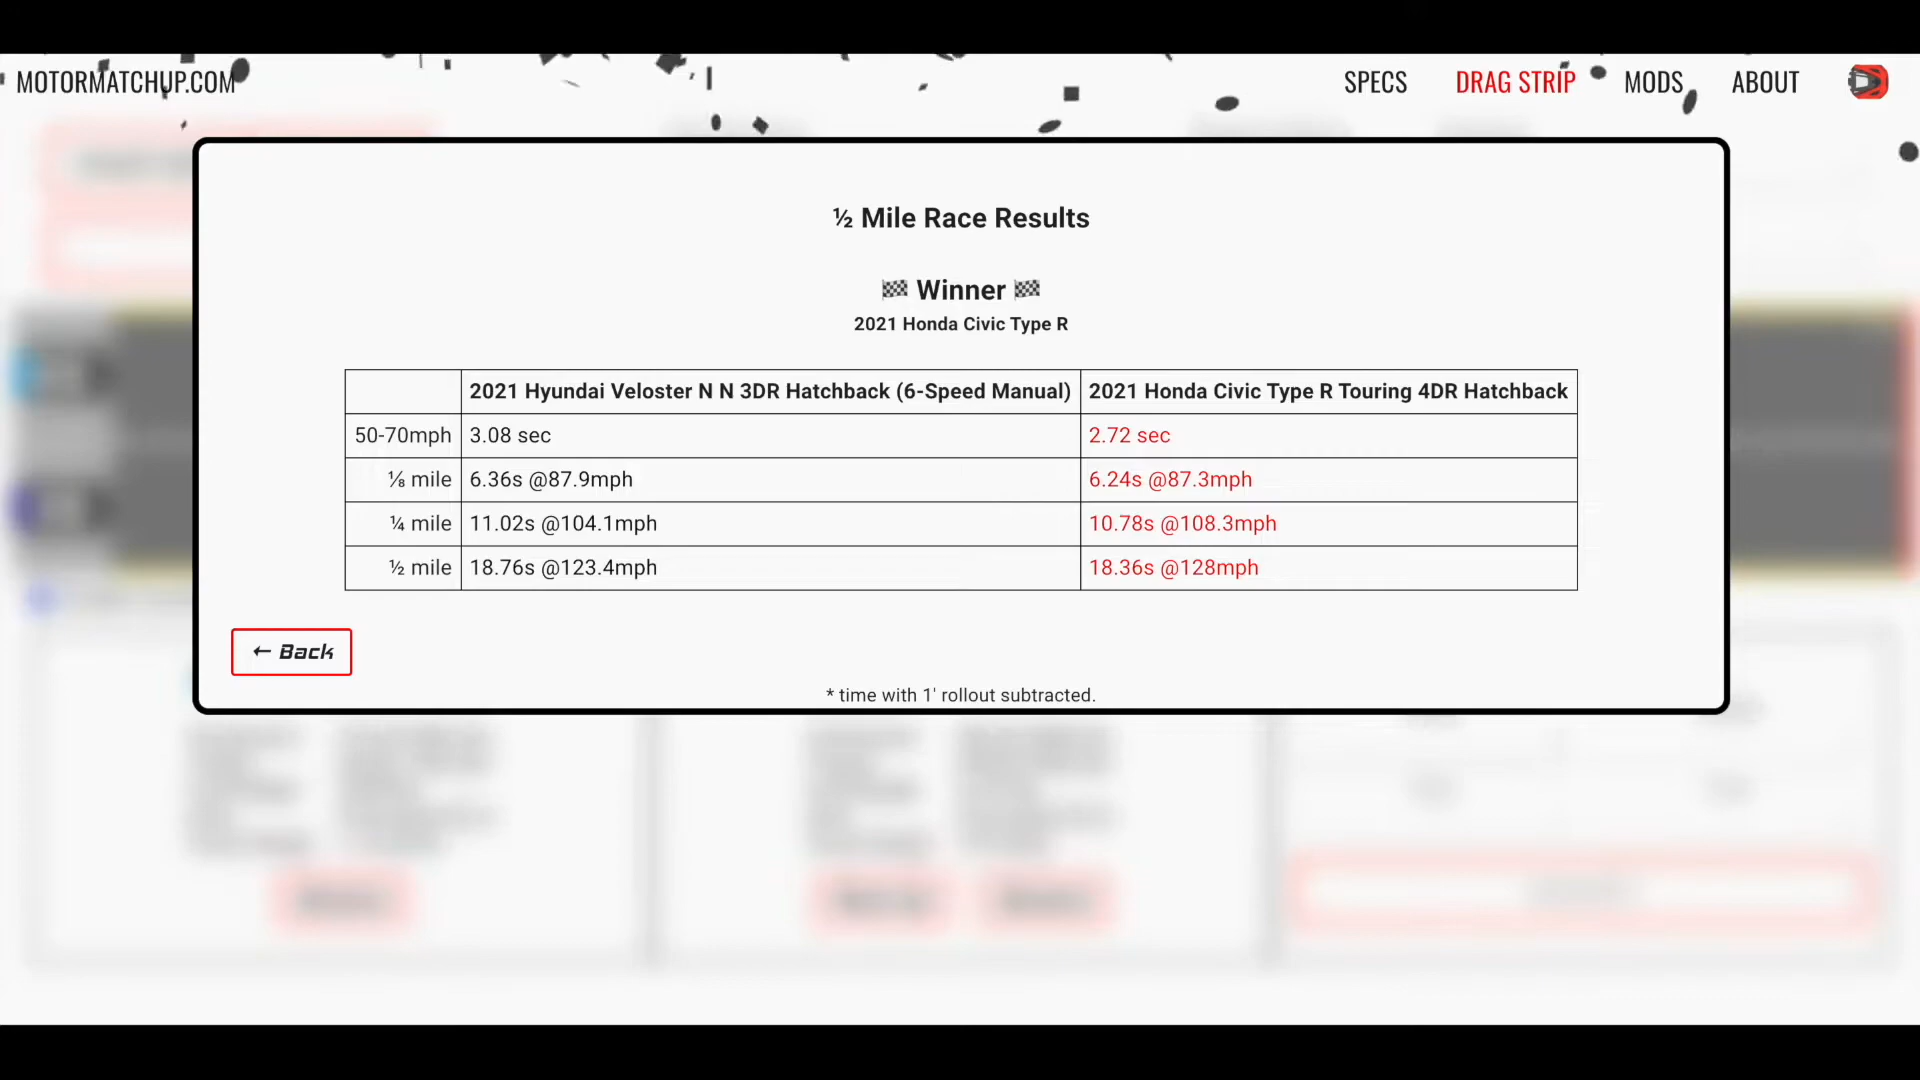 MOTORMATCHUP.COM
SPECS
DRAG STRIP
MODS
ABOUT
½ Mile Race Results
Winner
2021 Honda Civic Type R
2021 Hyundai Veloster N N 3DR Hatchback (6-Speed Manual) 2021 Honda Civic Type R Touring 4DR Hatchback
50-70mph 3.08 sec 2.72 sec
⅛ mile 6.36s @87.9mph 6.24s @87.3mph
¼ mile 11.02s @104.1mph 10.78s @108.3mph
½ mile 18.76s @123.4mph 18.36s @128mph
← Back
* time with 1' rollout subtracted.